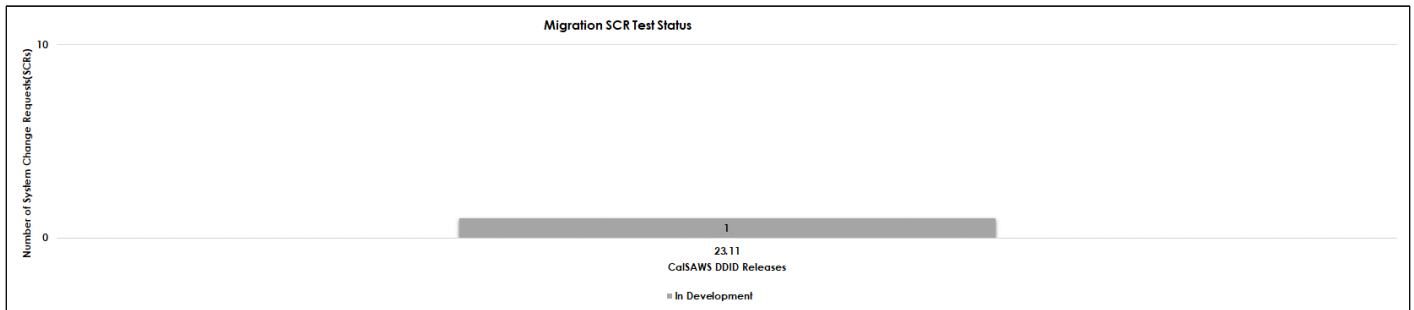 Migration SCR Test Status
Number of System Change Requests(SCRs)
10
0
1
23.11
CalSAWS DDID Releases
In Development